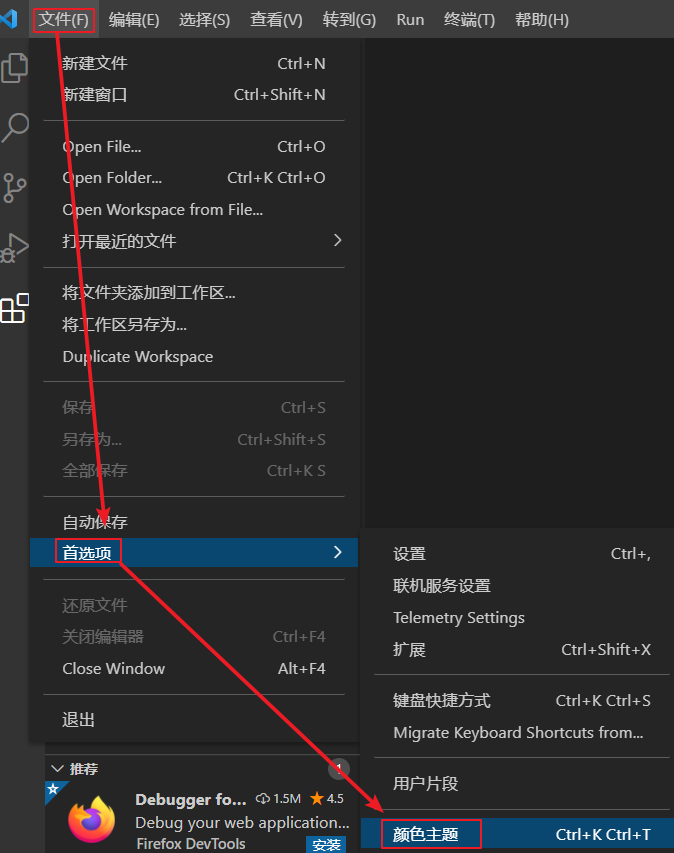 文件(F) 编辑(E) 选择(S) 查看(V) 转到(G) Run 终端(T) 帮助(H)
新建文件 Ctrl+N
新建窗口 Ctrl+Shift+N
Open File... Ctrl+O
Open Folder... Ctrl+K Ctrl+O
Open Workspace from File...
打开最近的文件
将文件夹添加到工作区...
将工作区另存为...
Duplicate Workspace
保存 Ctrl+S
另存为... Ctrl+Shift+S
全部保存 Ctrl+K S
自动保存
首选项
还原文件
关闭编辑器 Ctrl+F4
Close Window Alt+F4
退出
设置 Ctrl+,
联机服务设置
Telemetry Settings
扩展 Ctrl+Shift+X
键盘快捷方式 Ctrl+K Ctrl+S
Migrate Keyboard Shortcuts from...
用户片段
颜色主题 Ctrl+K Ctrl+T
推荐 1
Debugger fo... 1.5M 4.5
Debug your web application...
Firefox DevTools 安装